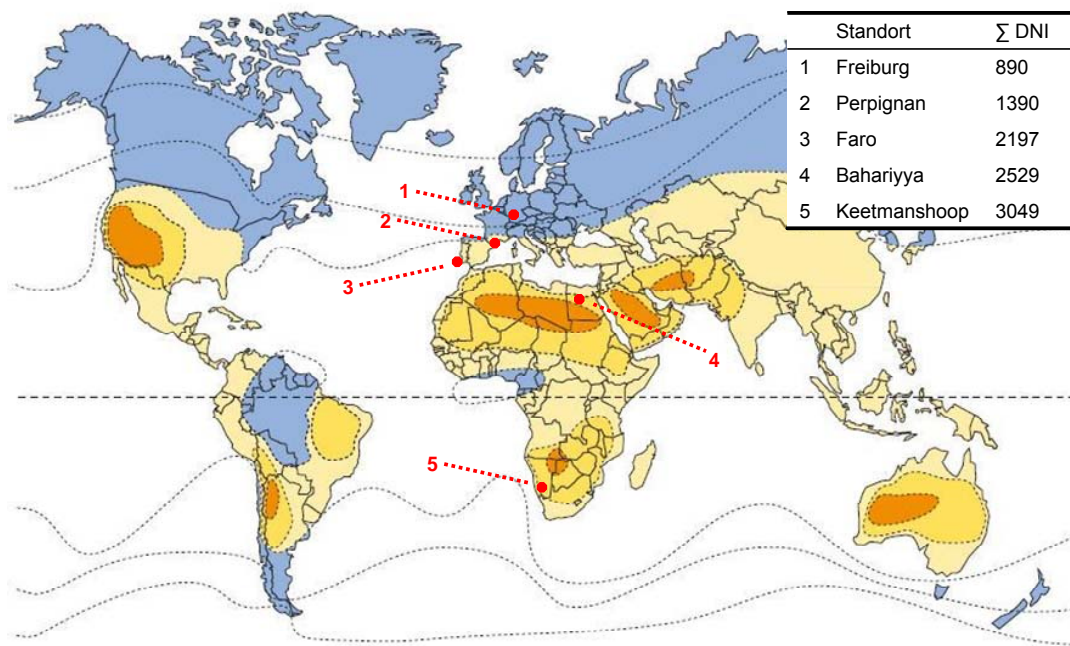 Standort ∑ DNI
1 Freiburg 890
2 Perpignan 1390
3 Faro 2197
4 Bahariyya 2529
5 Keetmanshoop 3049
1
2
3
4
5